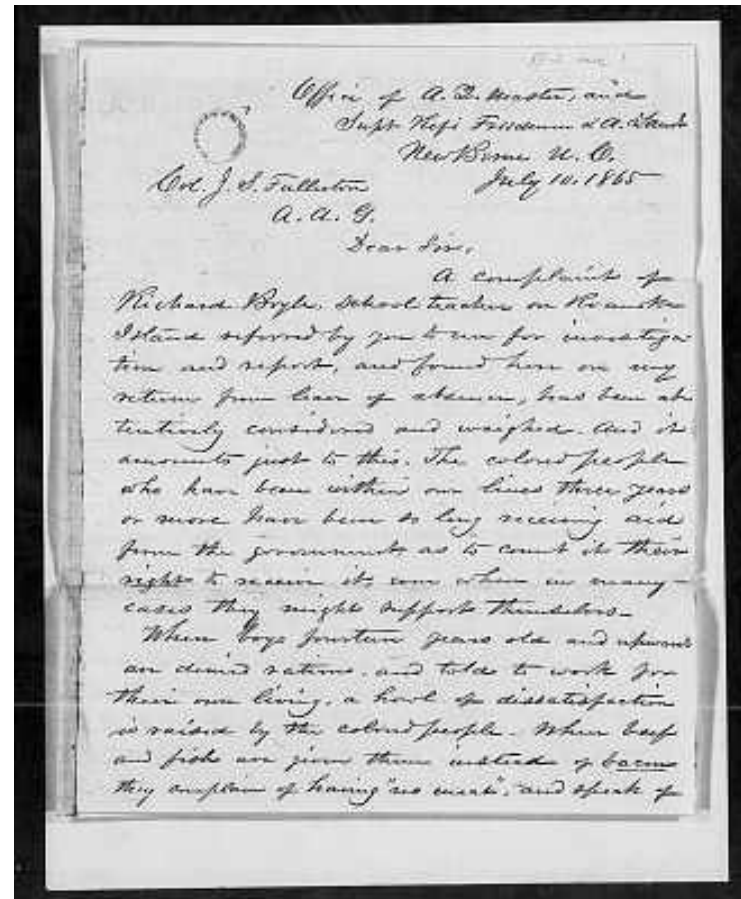 Office of A. Q. Master, and
Supt Negro Freedmen & A. Lands
New Berne N. C.
July 10. 1865
Col. J. S. Fullerton
A. A. G.
Dear Sir,
A complaint of
Richard Boyle, School teacher on Roanoke
Island referred by you to me for investiga
tion and report, and found here on my
return from leave of absence, has been at
tentively considered and weighed. And it
amounts just to this. The colored people
who have been within our lines three years
or more have been so long receiving aid
from the government as to count it their
right to receive it, even when in many
cases they might support themselves.
When boys fourteen years old and upward
are denied rations, and told to work for
their own living, a howl of dissatisfaction
is raised by the colored people. When beef
and fish are given them instead of bacon
they complain of having "no meat", and speak of